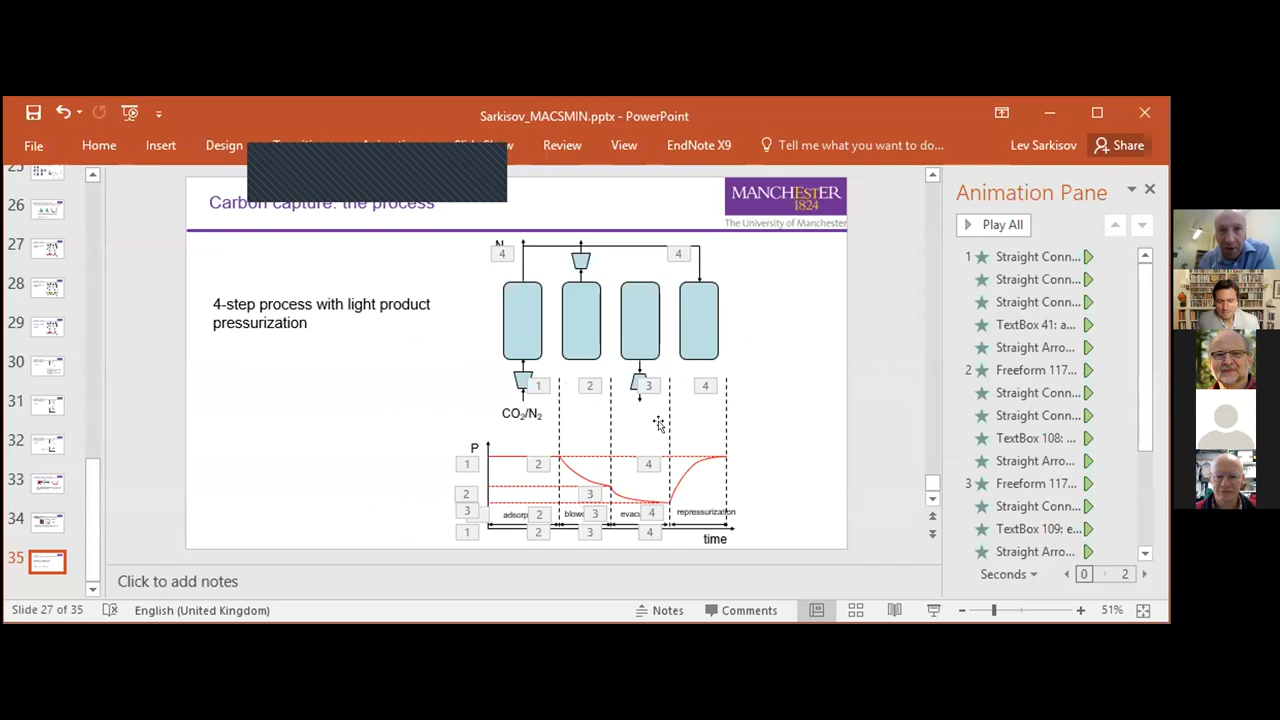 Sarkisov_MACSMIN.pptx - PowerPoint
File Home Insert Design Slide Show Review View EndNote X9 Tell me what you want to do... Lev Sarkisov Share
25
26
27
28
29
30
31
32
33
34
35
Carbon capture: the process
MANCHESTER
1824
The University of Manchester
4-step process with light product
pressurization
N
4 4
1 2 3 4
CO₂/N₂
P
1 2 4
2 3
3 adsorp 2 blow 3 evacu 4 repressurization
1 2 3 4
time
Click to add notes
Animation Pane
Play All
1 Straight Conn...
Straight Conn...
Straight Conn...
TextBox 41: a...
Straight Arro...
2 Freeform 117...
Straight Conn...
Straight Conn...
TextBox 108: ...
Straight Arro...
3 Freeform 117...
Straight Conn...
TextBox 109: e...
Straight Arro...
Seconds 0 2
Slide 27 of 35 English (United Kingdom) Notes Comments 51%